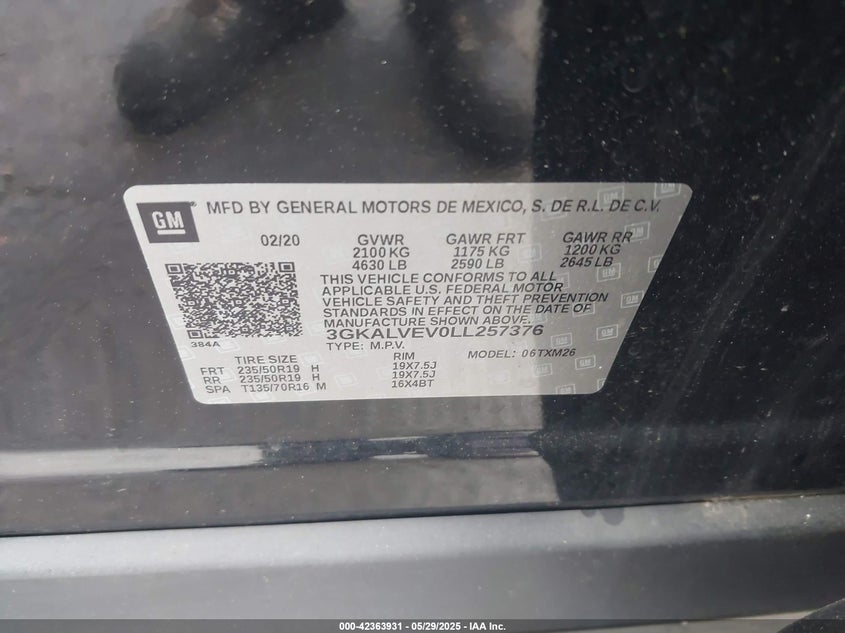 GM MFD BY GENERAL MOTORS DE MEXICO, S. DE R.L. DE C.V.
02/20 GVWR GAWR FRT GAWR RR
2100 KG 1175 KG 1200 KG
4630 LB 2590 LB 2645 LB
THIS VEHICLE CONFORMS TO ALL
APPLICABLE U.S. FEDERAL MOTOR
VEHICLE SAFETY AND THEFT PREVENTION
STANDARDS IN EFFECT ON THE DATE OF
MANUFACTURE SHOWN ABOVE.
3GKALVEV0LL257376
384A TYPE: M.P.V. MODEL: 06TXM26
TIRE SIZE RIM
FRT 235/50R19 H 19X7.5J
RR 235/50R19 H 19X7.5J
SPA T135/70R16 M 16X4BT
000-42363931 - 05/29/2025 - IAA Inc.